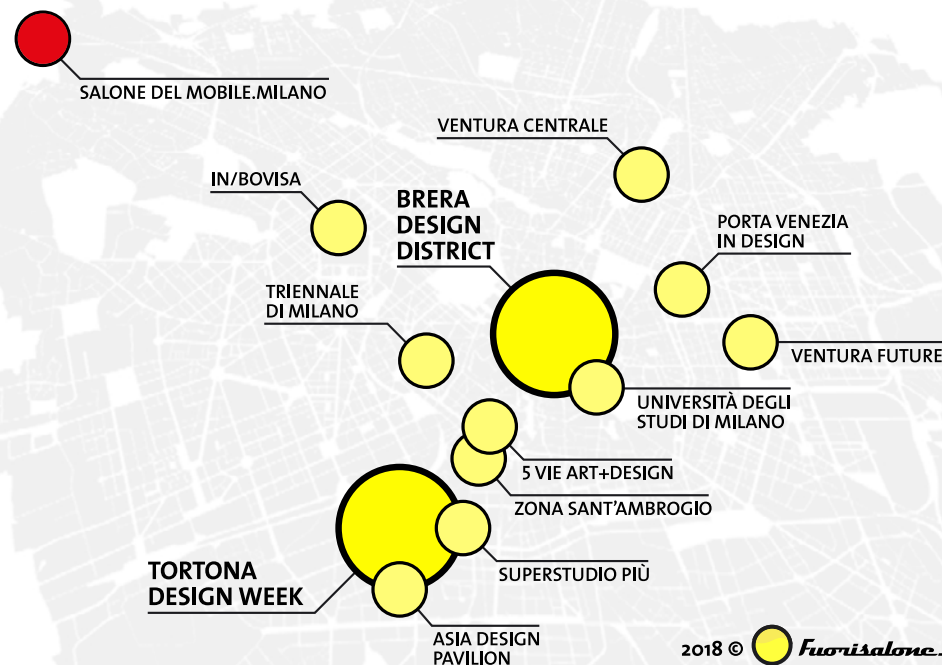 SALONE DEL MOBILE.MILANO
VENTURA CENTRALE
IN/BOVISA
BRERA
DESIGN
DISTRICT
PORTA VENEZIA
IN DESIGN
TRIENNALE
DI MILANO
VENTURA FUTURE
UNIVERSITÀ DEGLI
STUDI DI MILANO
5 VIE ART+DESIGN
ZONA SANT'AMBROGIO
SUPERSTUDIO PIÙ
TORTONA
DESIGN WEEK
ASIA DESIGN
PAVILION
2018 © Fuorisalone.